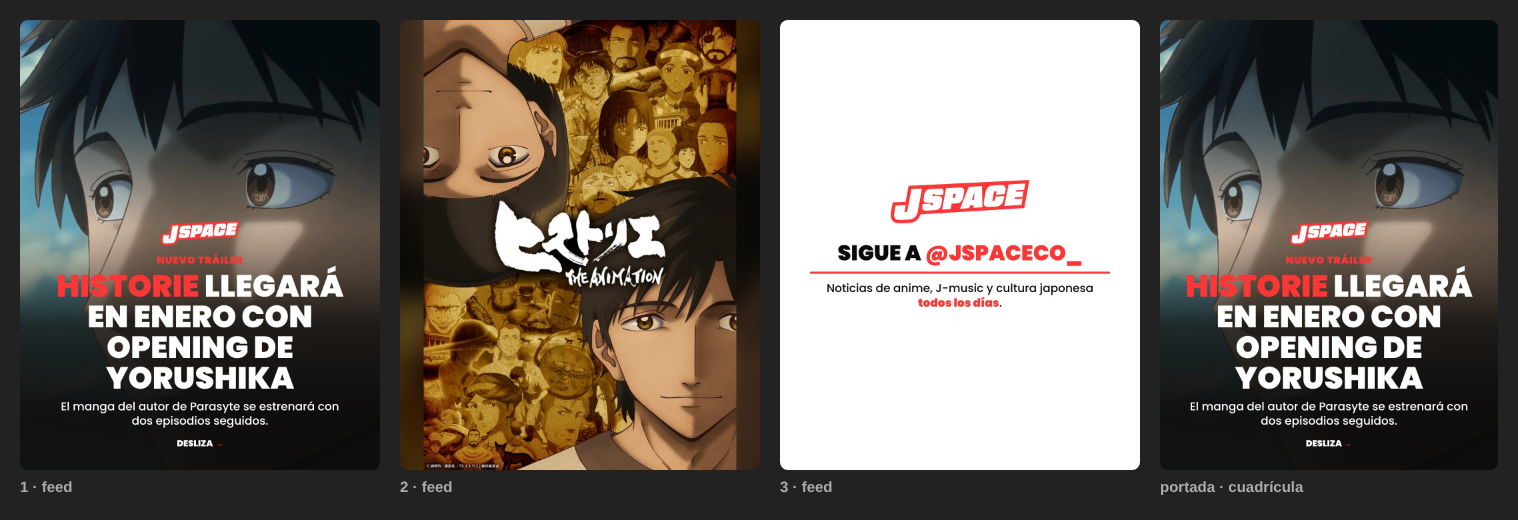 JSPACE
NUEVO TRÁILER
HISTORIE LLEGARÁ
EN ENERO CON
OPENING DE
YORUSHIKA
El manga del autor de Parasyte se estrenará con
dos episodios seguidos.
DESLIZA →
1 · feed
ヒストリエ
THE ANIMATION
2 · feed
JSPACE
SIGUE A @JSPACECO_
Noticias de anime, J-music y cultura japonesa
todos los días.
3 · feed
JSPACE
NUEVO TRÁILER
HISTORIE LLEGARÁ
EN ENERO CON
OPENING DE
YORUSHIKA
El manga del autor de Parasyte se estrenará con
dos episodios seguidos.
DESLIZA →
portada · cuadrícula